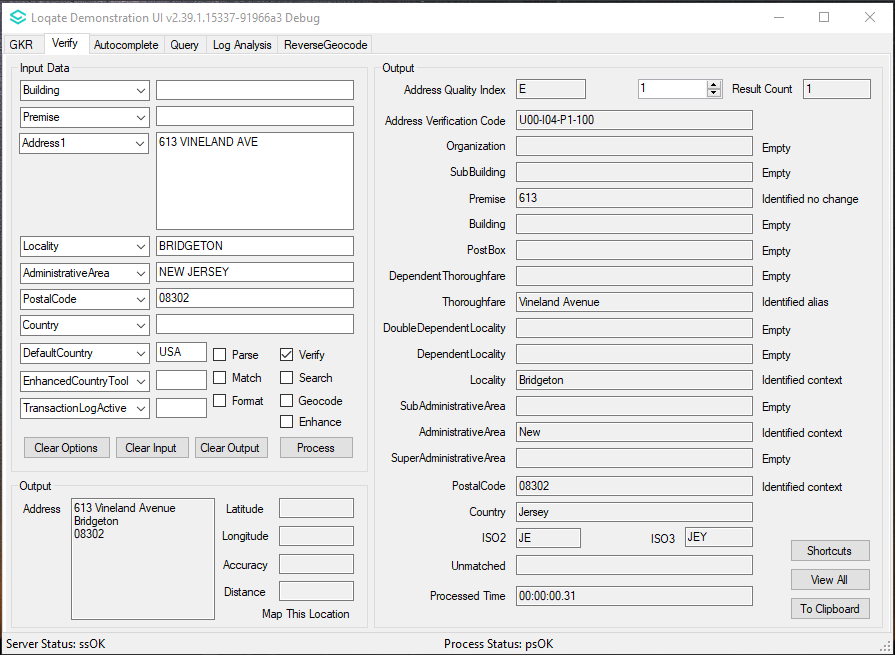 Loqate Demonstration UI v2.39.1.15337-91966a3 Debug
GKR Verify Autocomplete Query Log Analysis ReverseGeocode
Input Data
Building
Premise
Address1 613 VINELAND AVE
Locality BRIDGETON
AdministrativeArea NEW JERSEY
PostalCode 08302
Country
DefaultCountry USA Parse Verify
EnhancedCountryTool Match Search
TransactionLogActive Format Geocode
Enhance
Clear Options Clear Input Clear Output Process
Output
Address 613 Vineland Avenue
Bridgeton
08302
Latitude
Longitude
Accuracy
Distance
Map This Location
Output
Address Quality Index E 1 Result Count 1
Address Verification Code U00-I04-P1-100
Organization Empty
SubBuilding Empty
Premise 613 Identified no change
Building Empty
PostBox Empty
DependentThoroughfare Empty
Thoroughfare Vineland Avenue Identified alias
DoubleDependentLocality Empty
DependentLocality Empty
Locality Bridgeton Identified context
SubAdministrativeArea Empty
AdministrativeArea New Identified context
SuperAdministrativeArea Empty
PostalCode 08302 Identified context
Country Jersey
ISO2 JE ISO3 JEY
Unmatched
Processed Time 00:00:00.31
Shortcuts
View All
To Clipboard
Server Status: ssOK Process Status: psOK